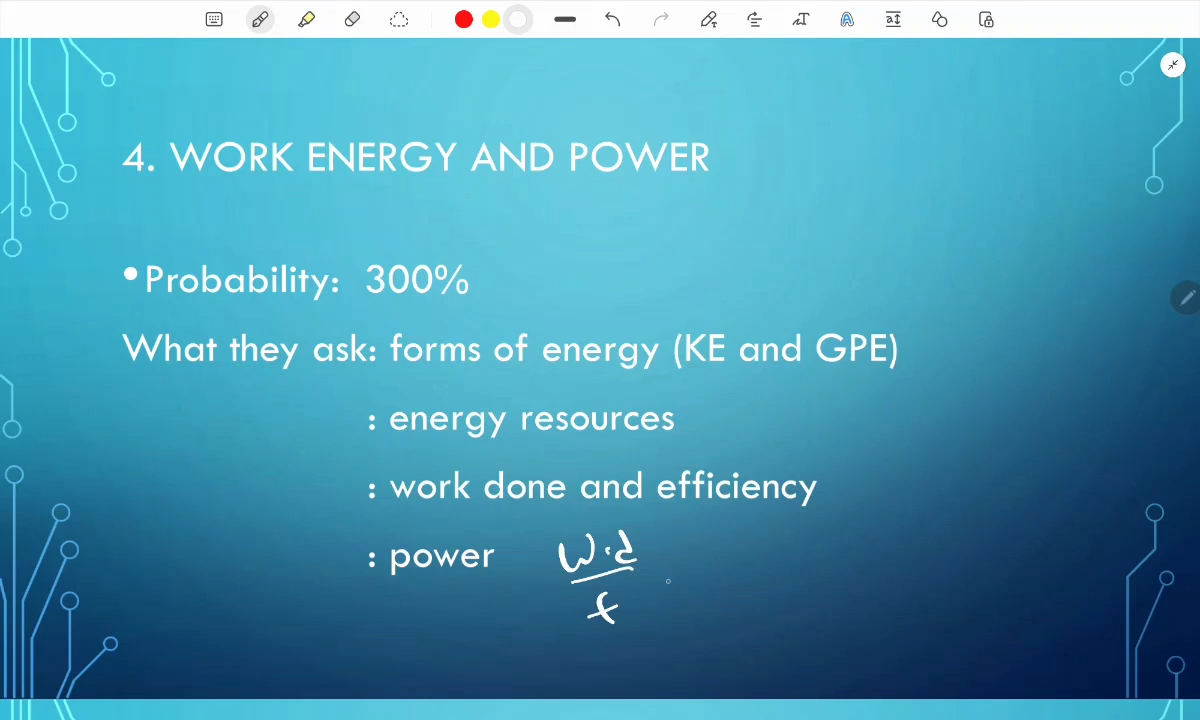 4. WORK ENERGY AND POWER
•Probability: 300%
What they ask: forms of energy (KE and GPE)
: energy resources
: work done and efficiency
: power W.d
t